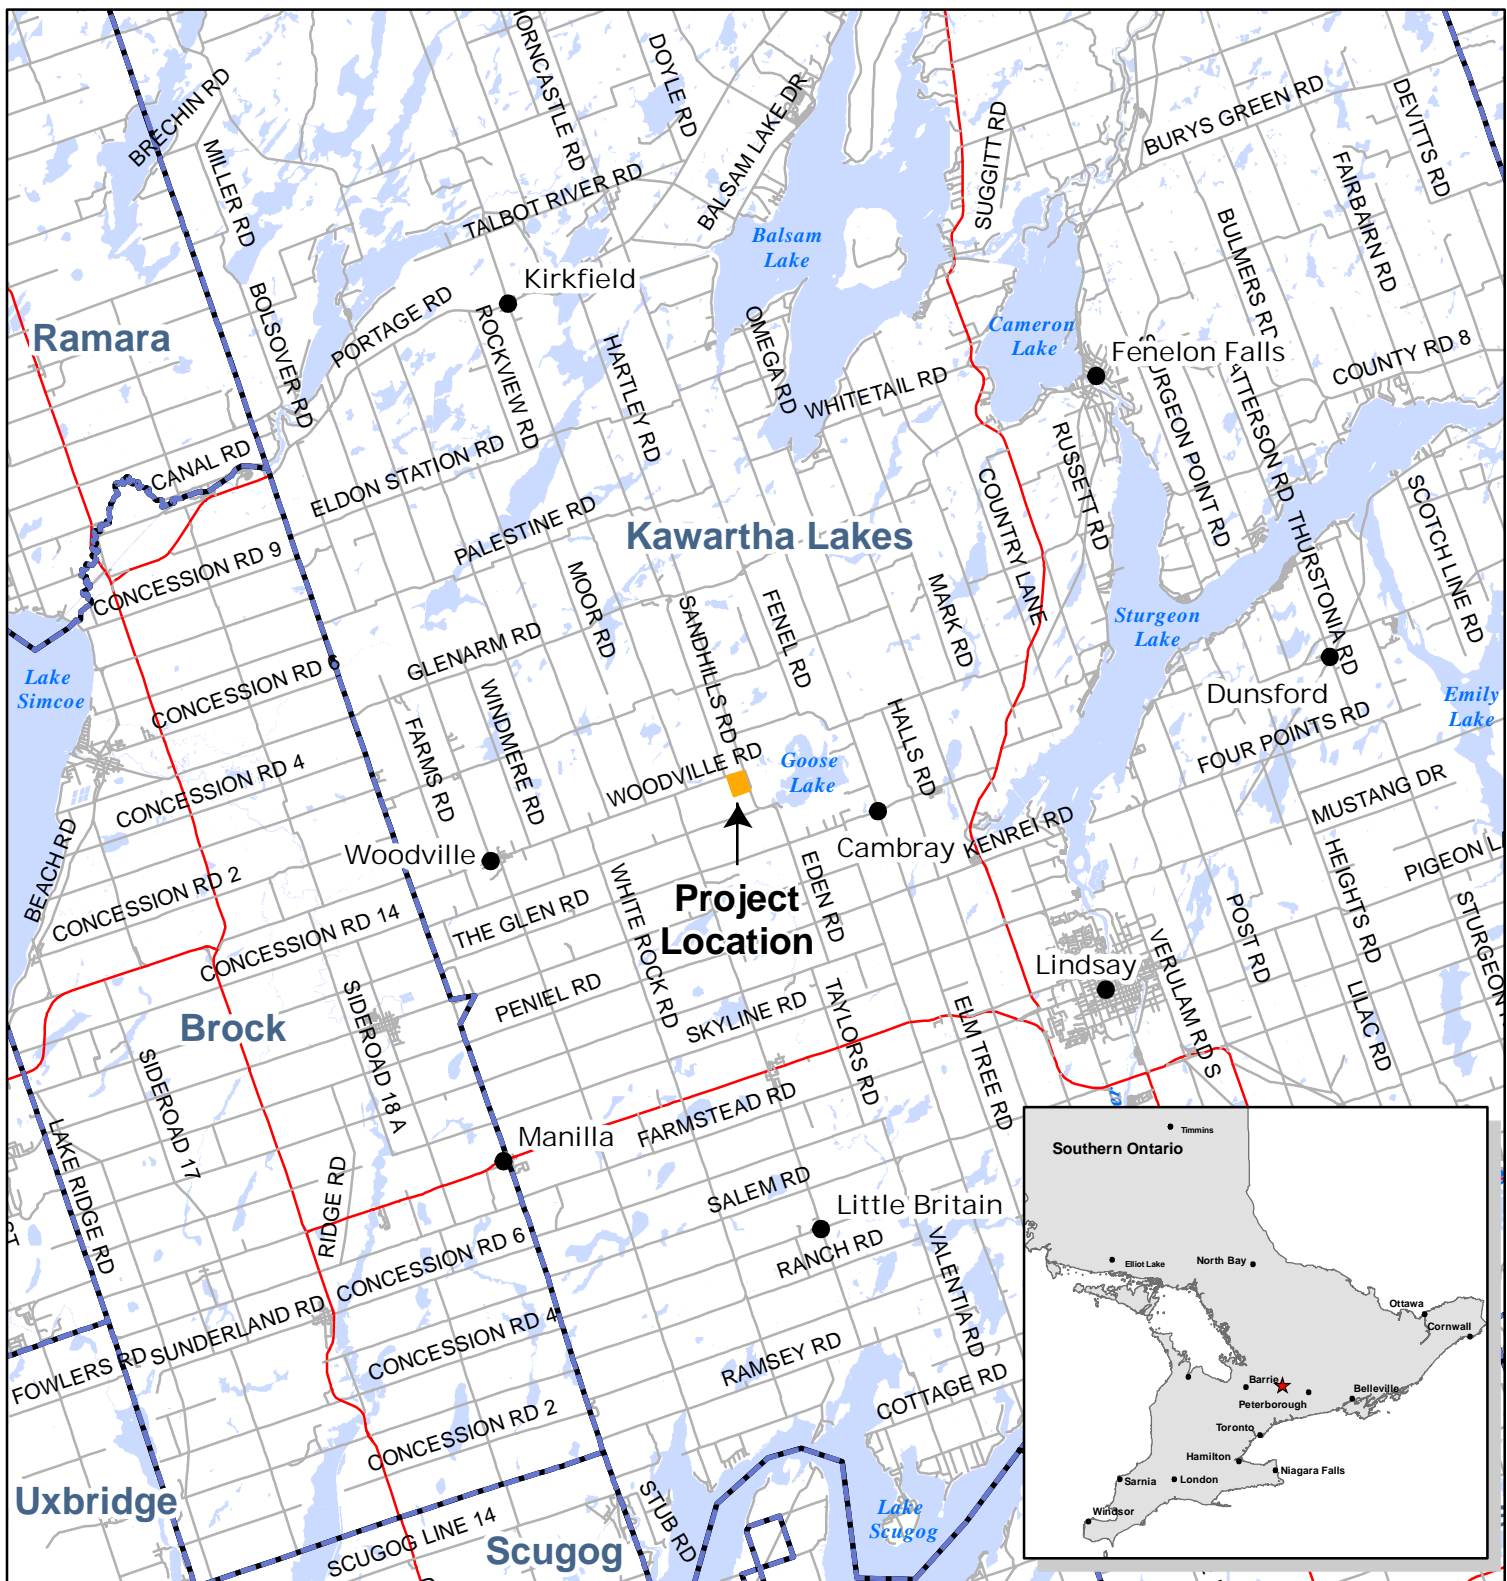 HORNCASTLE RD
DOYLE RD
BALSAM LAKE DR
SUGGITT RD
BURYS GREEN RD
DEVITTS RD
BRECHIN RD
MILLER RD
TALBOT RIVER RD
FAIRBAIRN RD
BULMERS RD
Balsam
Lake
Kirkfield
BOLSOVER RD
PORTAGE RD
ROCKVIEW RD
HARTLEY RD
OMEGA RD
Cameron
Lake
Fenelon Falls
COUNTY RD 8
Ramara
WHITETAIL RD
STURGEON POINT RD
PATTERSON RD
CANAL RD
ELDON STATION RD
RUSSETT RD
COUNTRY LANE
SCOTCH LINE RD
PALESTINE RD
Kawartha Lakes
THURSTONIA RD
CONCESSION RD 9
MOOR RD
SANDHILLS RD
FENEL RD
MARK RD
Sturgeon
Lake
GLENARM RD
Lake
Simcoe
CONCESSION RD 6
WINDMERE RD
Dunsford
Emily
Lake
FARMS RD
HALLS RD
FOUR POINTS RD
WOODVILLE RD
Goose
Lake
CONCESSION RD 4
MUSTANG DR
BEACH RD
Woodville
Cambray
KENREI RD
PIGEON L
CONCESSION RD 2
WHITE ROCK RD
Project
Location
EDEN RD
HEIGHTS RD
POST RD
STURGEON
CONCESSION RD 14
THE GLEN RD
Lindsay
VERULAM RD S
PENIEL RD
SKYLINE RD
TAYLORS RD
ELM TREE RD
LILAC RD
Brock
SIDEROAD 18 A
SIDEROAD 17
LAKE RIDGE RD
FARMSTEAD RD
Manilla
RIDGE RD
SALEM RD
Little Britain
RANCH RD
VALENTIA RD
CONCESSION RD 6
SUNDERLAND RD
FOWLERS RD
CONCESSION RD 4
RAMSEY RD
COTTAGE RD
CONCESSION RD 2
Uxbridge
SCUGOG LINE 14
Scugog
STUB RD
Lake
Scugog
Southern Ontario
Timmins
Elliot Lake
North Bay
Ottawa
Cornwall
Barrie
Belleville
Peterborough
Toronto
Hamilton
Niagara Falls
Sarnia
London
Windsor